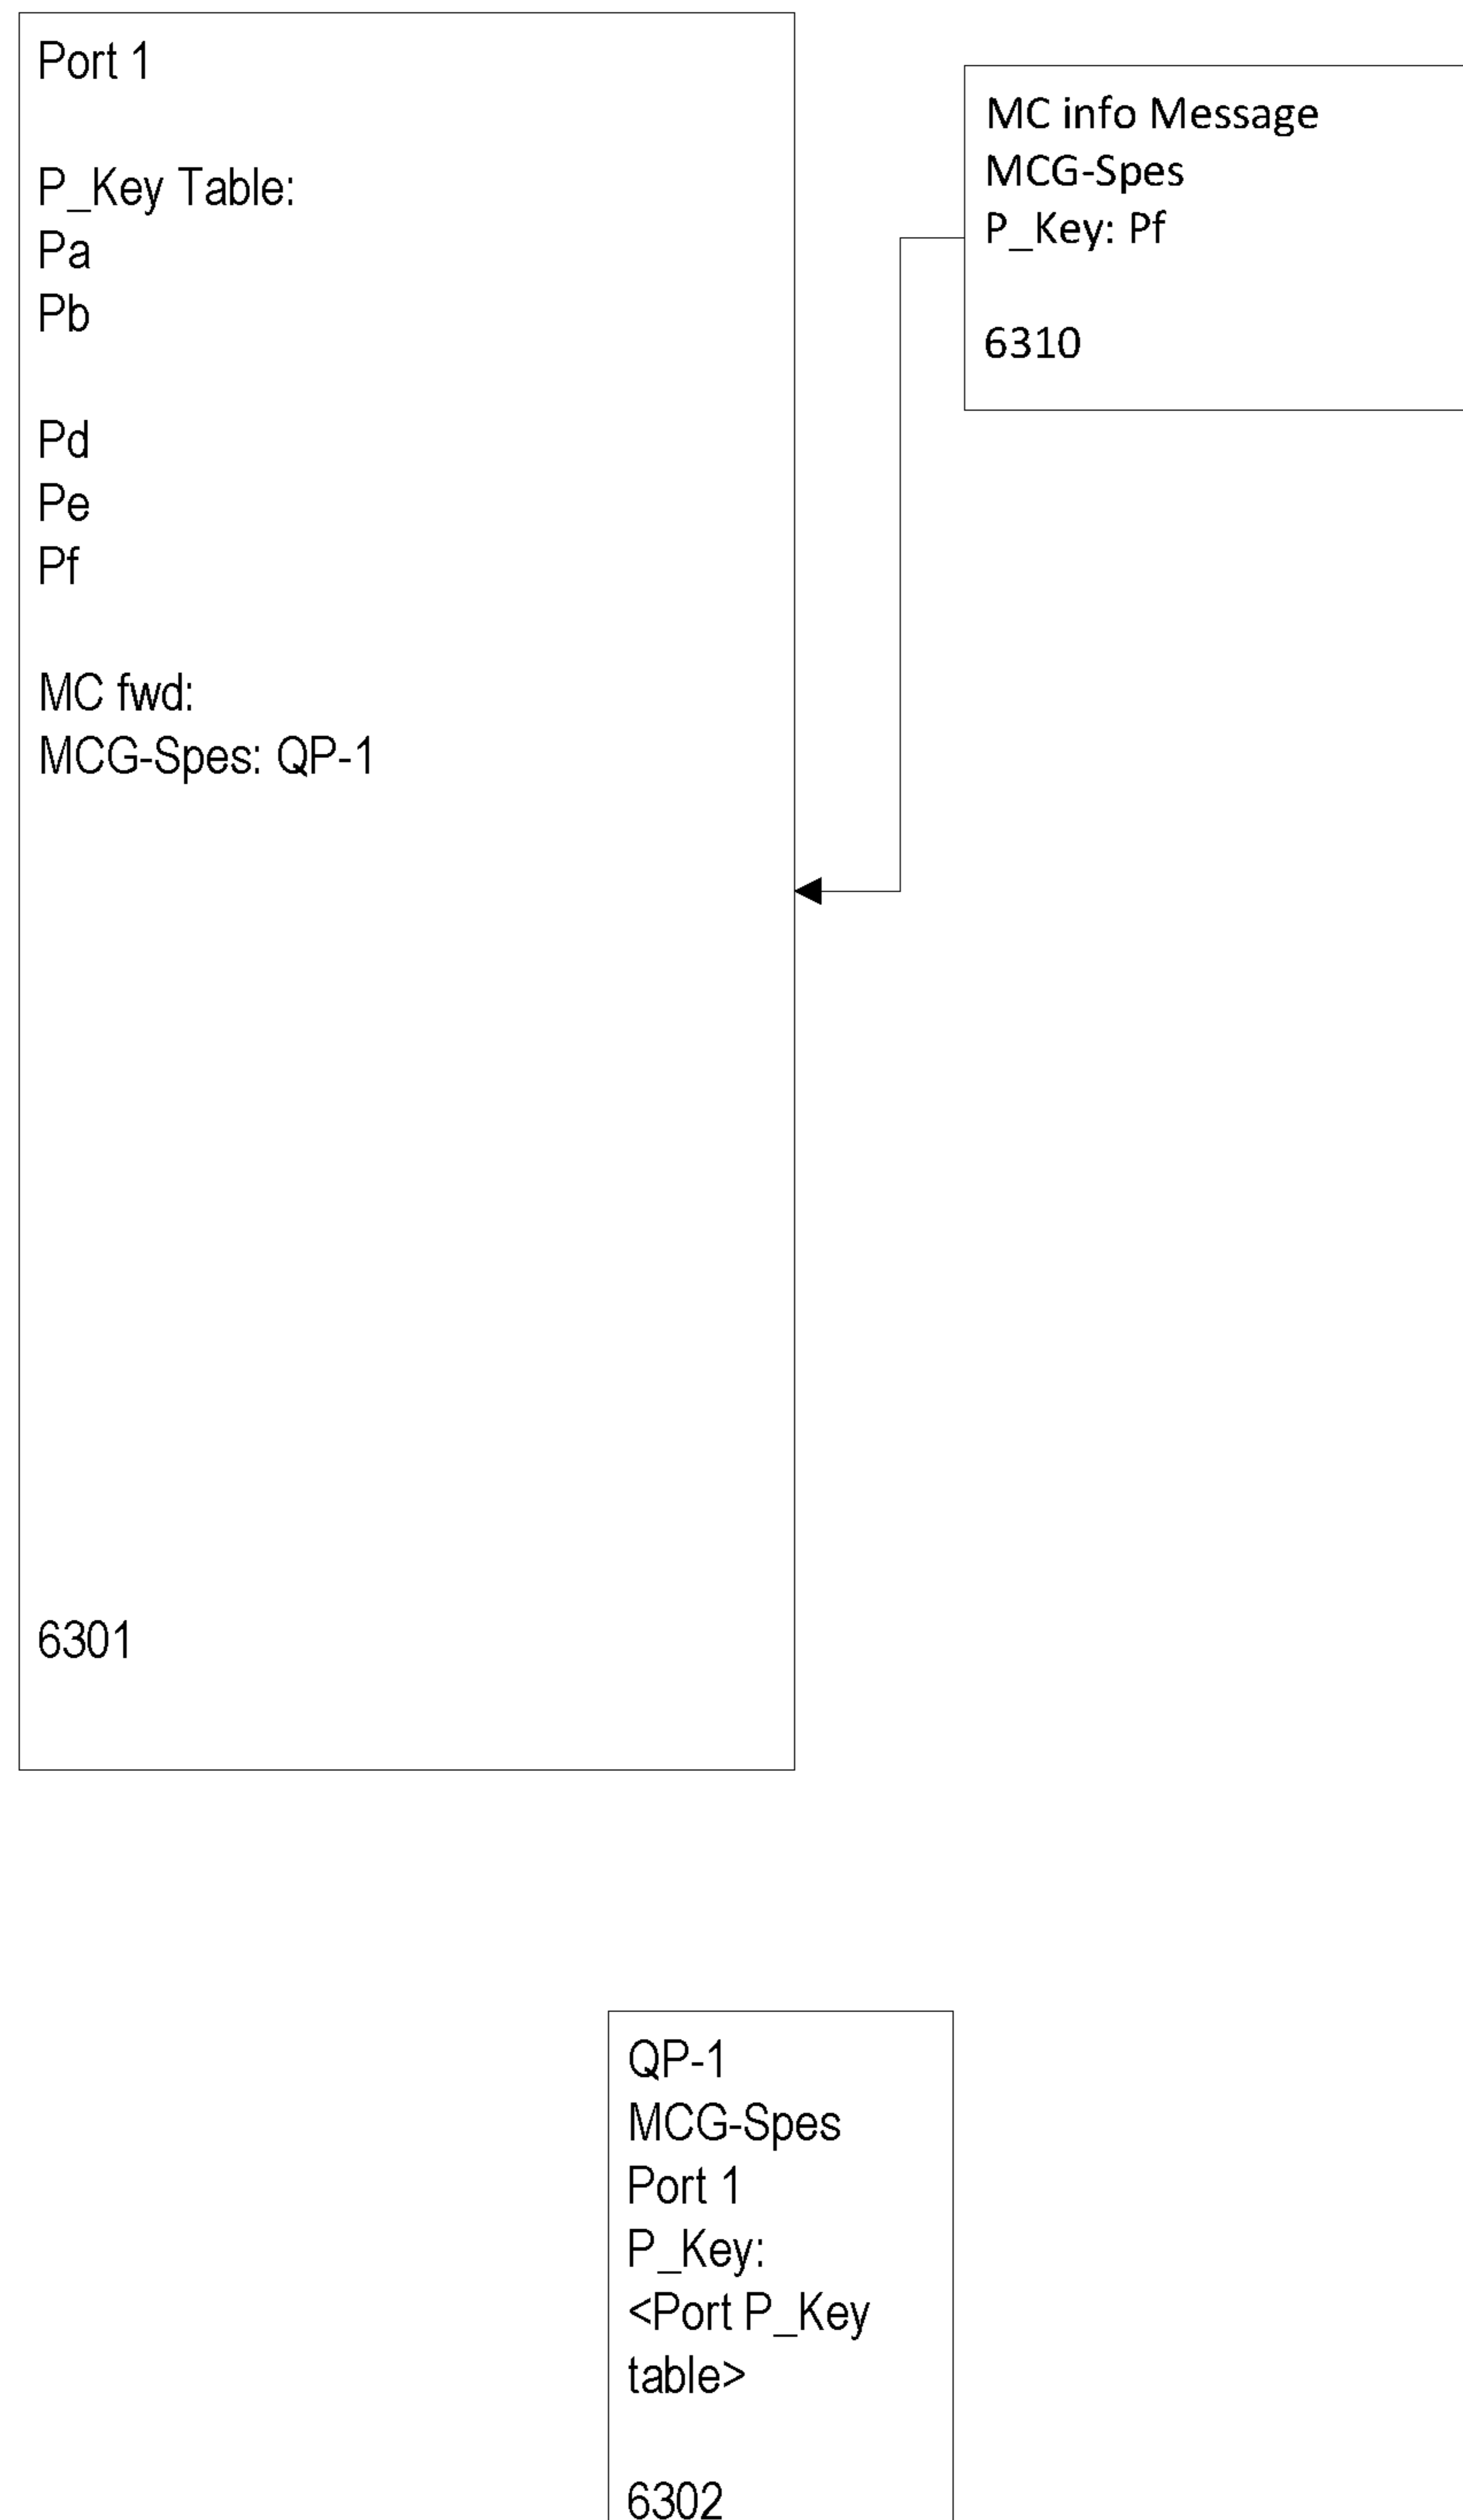 Port 1
P_Key Table:
Pa
Pb
Pd
Pe
Pf
MC fwd:
MCG-Spes: QP-1
6301
MC info Message
MCG-Spes
P_Key: Pf
6310
QP-1
MCG-Spes
Port 1
P_Key:
<Port P_Key
table>
6302